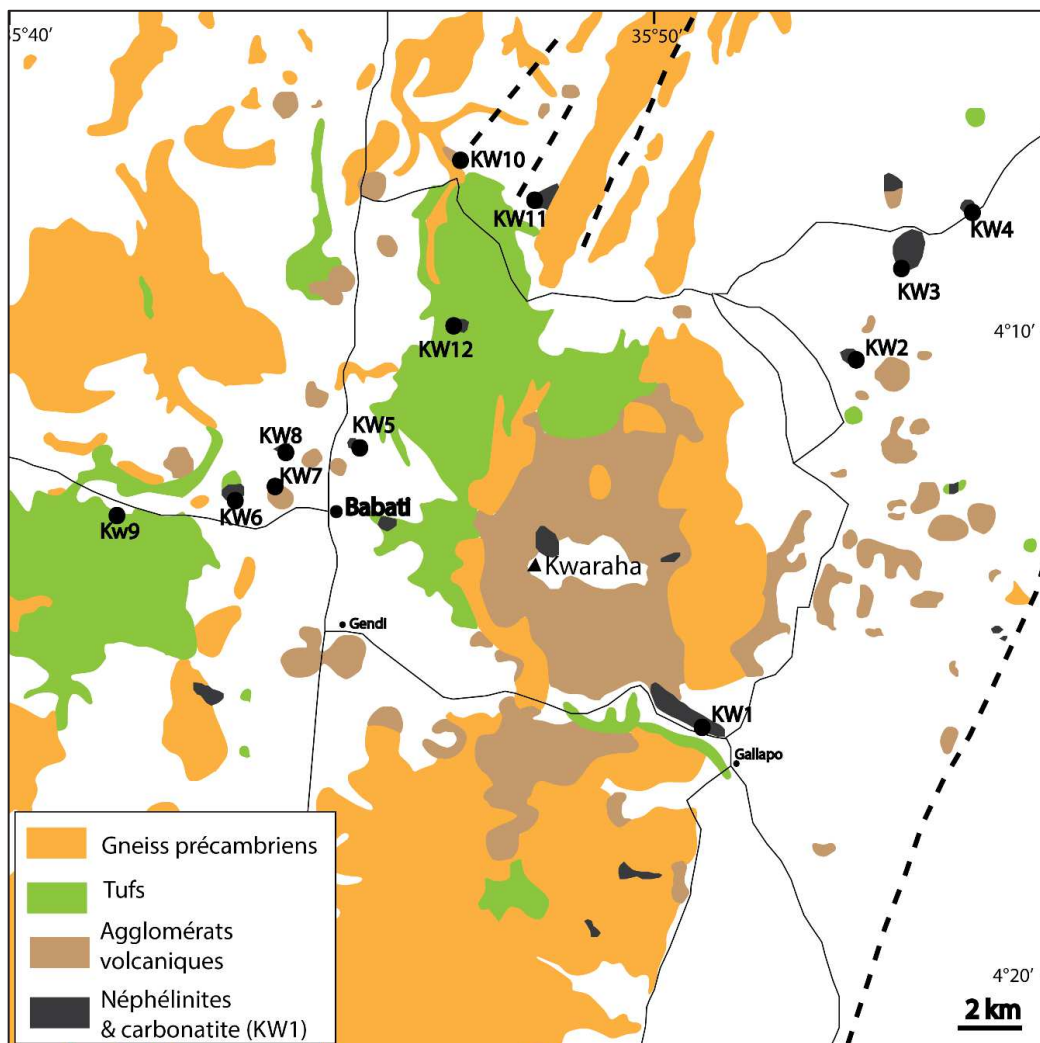 5°40’
35°50’
KW10
KW11
KW4
KW3
4°10’
KW12
KW2
KW8
KW5
KW7
KW6
Kw9
Babati
Kwaraha
Gendi
KW1
Gallapo
Gneiss précambriens
Tufs
Agglomérats
volcaniques
Néphélinites
& carbonatite (KW1)
4°20’
2 km